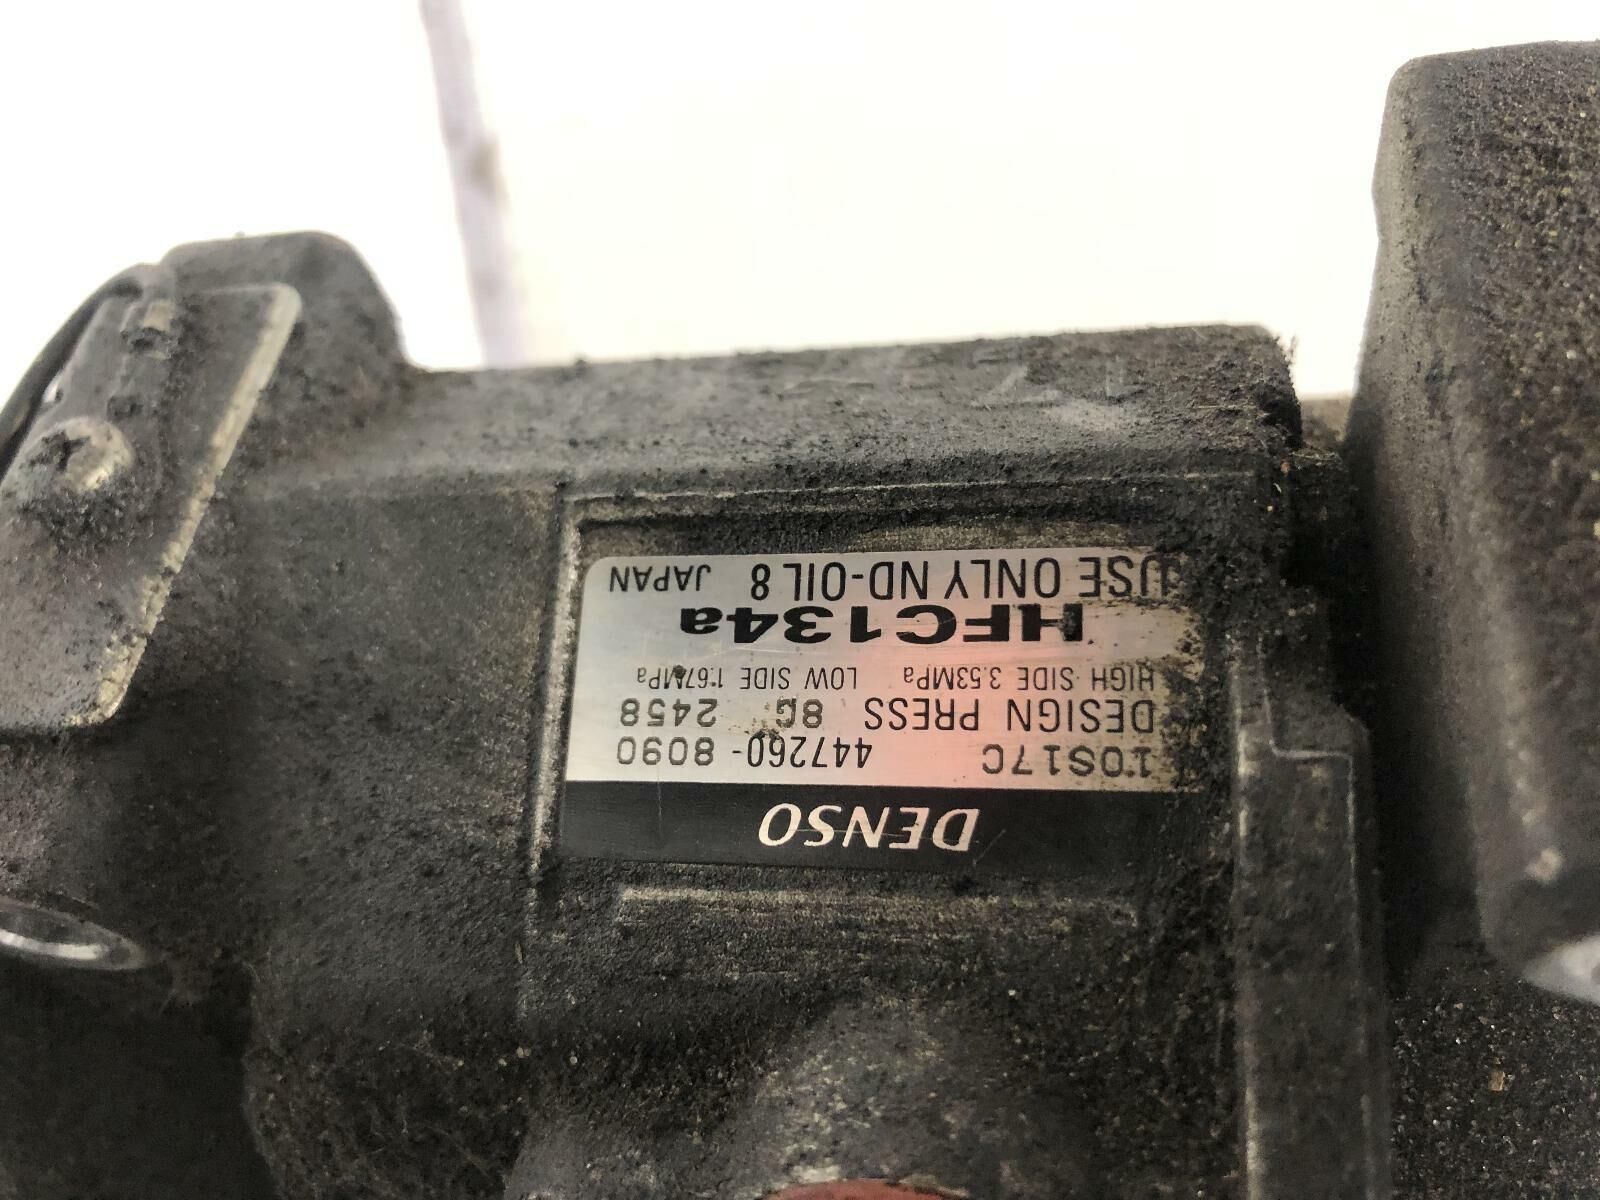 DENSO
10S17C 447260-8090
DESIGN PRESS 8G 2458
HIGH SIDE 3.53MPa LOW SIDE 1.67MPa
HFC134a
USE ONLY ND-OIL 8 JAPAN